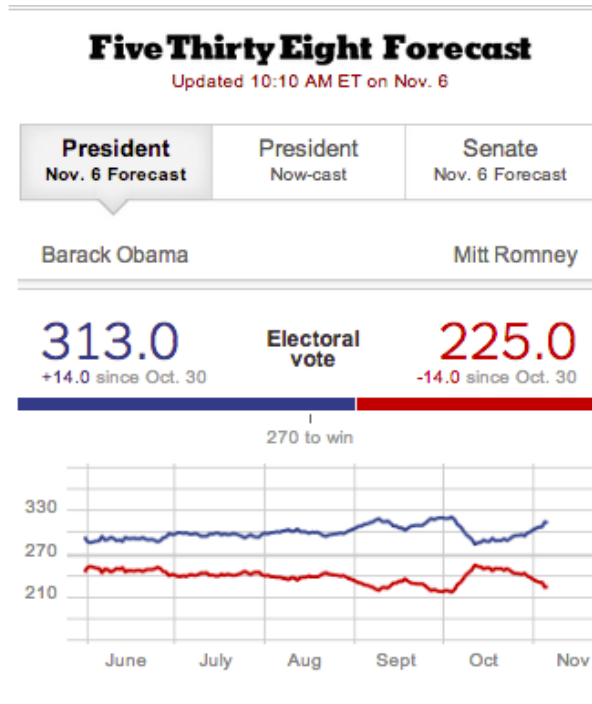 FiveThirtyEight Forecast
Updated 10:10 AM ET on Nov. 6
President President Senate
Nov. 6 Forecast Now-cast Nov. 6 Forecast
Barack Obama Mitt Romney
313.0 Electoral vote 225.0
+14.0 since Oct. 30 -14.0 since Oct. 30
270 to win
330
270
210
June July Aug Sept Oct Nov